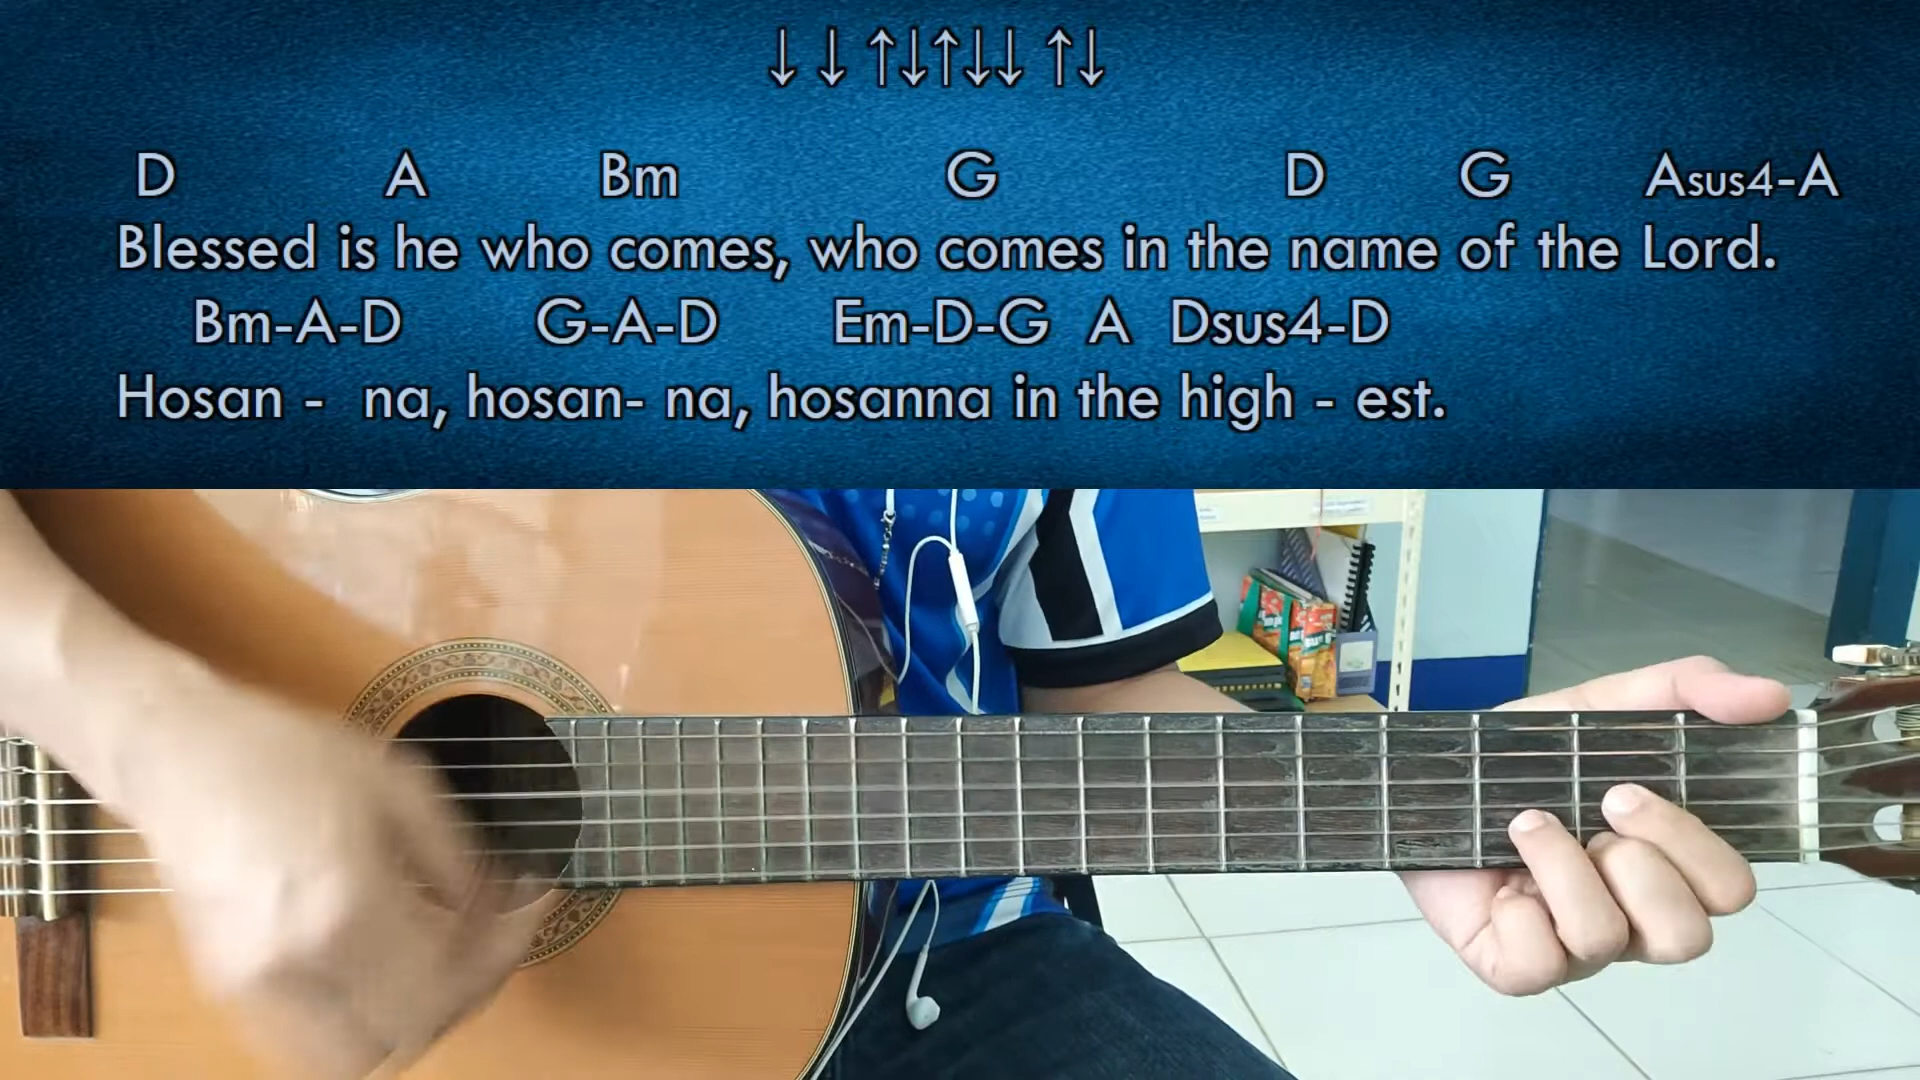 ↓ ↓ ↑↓↑↓↓ ↑↓
D A Bm G D G Asus4-A
Blessed is he who comes, who comes in the name of the Lord.
Bm-A-D G-A-D Em-D-G A Dsus4-D
Hosan - na, hosan- na, hosanna in the high - est.